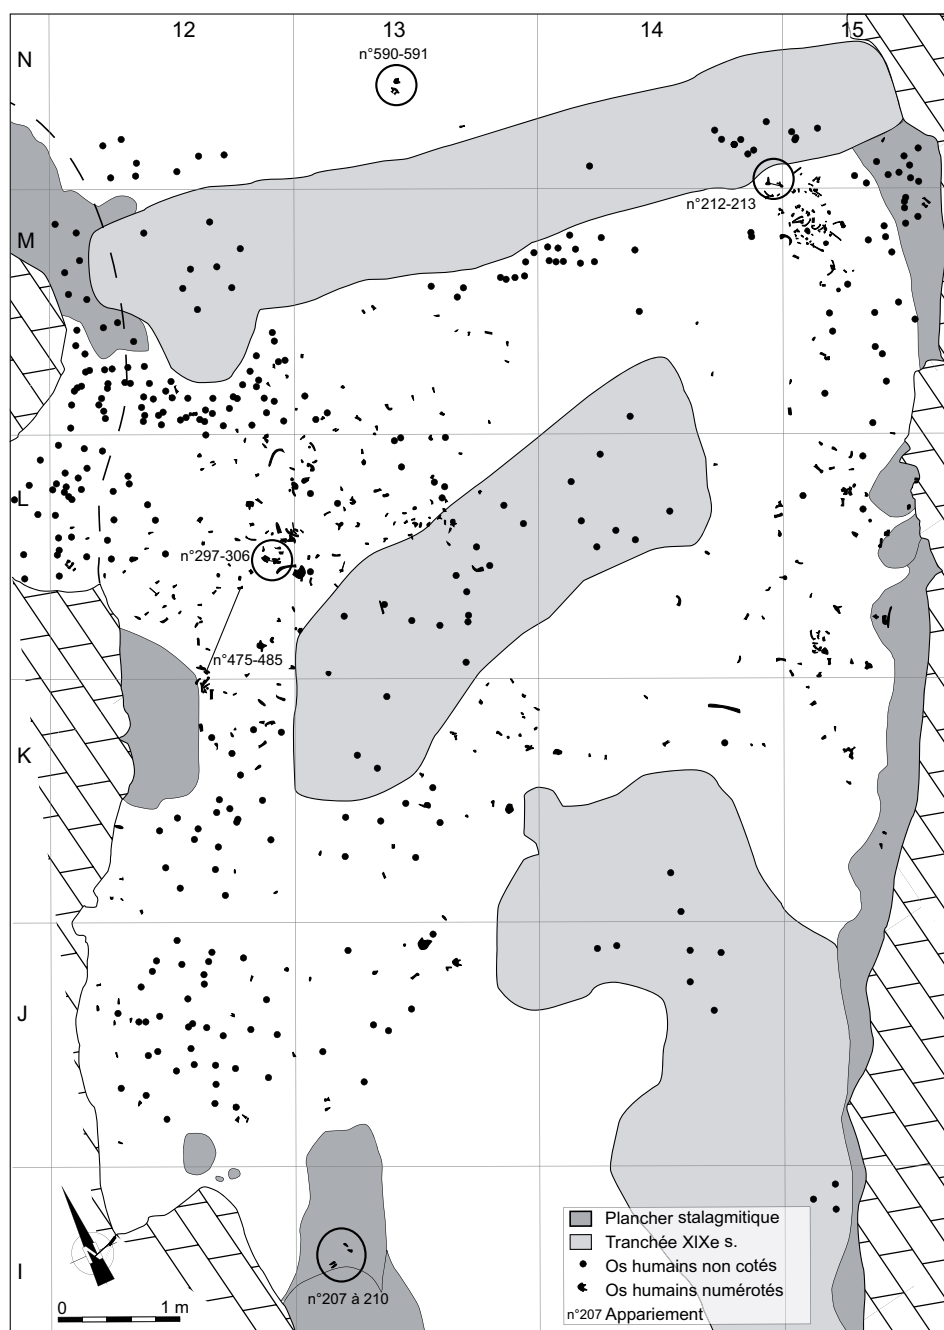 12 13 14 15
N
n°590-591
n°212-213
M
L
n°297-306
n°475-485
K
J
I
n°207 à 210
0 1 m
Plancher stalagmitique
Tranchée XIXe s.
Os humains non cotés
Os humains numérotés
n°207 Appariement